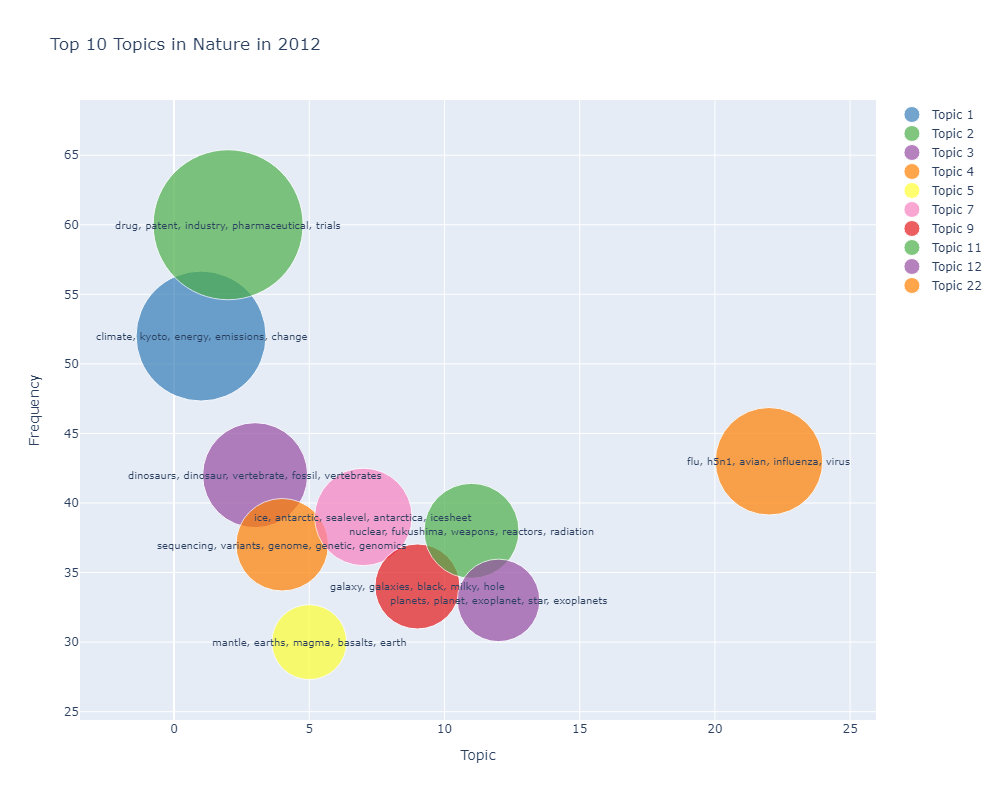 Top 10 Topics in Nature in 2012
Topic 1
Topic 2
Topic 3
Topic 4
Topic 5
Topic 7
Topic 9
Topic 11
Topic 12
Topic 22
65
60
55
50
45
40
35
30
25
Frequency
drug, patent, industry, pharmaceutical, trials
climate, kyoto, energy, emissions, change
flu, h5n1, avian, influenza, virus
dinosaurs, dinosaur, vertebrate, fossil, vertebrates
ice, antarctic, sealevel, antarctica, icesheet
nuclear, fukushima, weapons, reactors, radiation
sequencing, variants, genome, genetic, genomics
galaxy, galaxies, black, milky, hole
planets, planet, exoplanet, star, exoplanets
mantle, earths, magma, basalts, earth
0
5
10
15
20
25
Topic